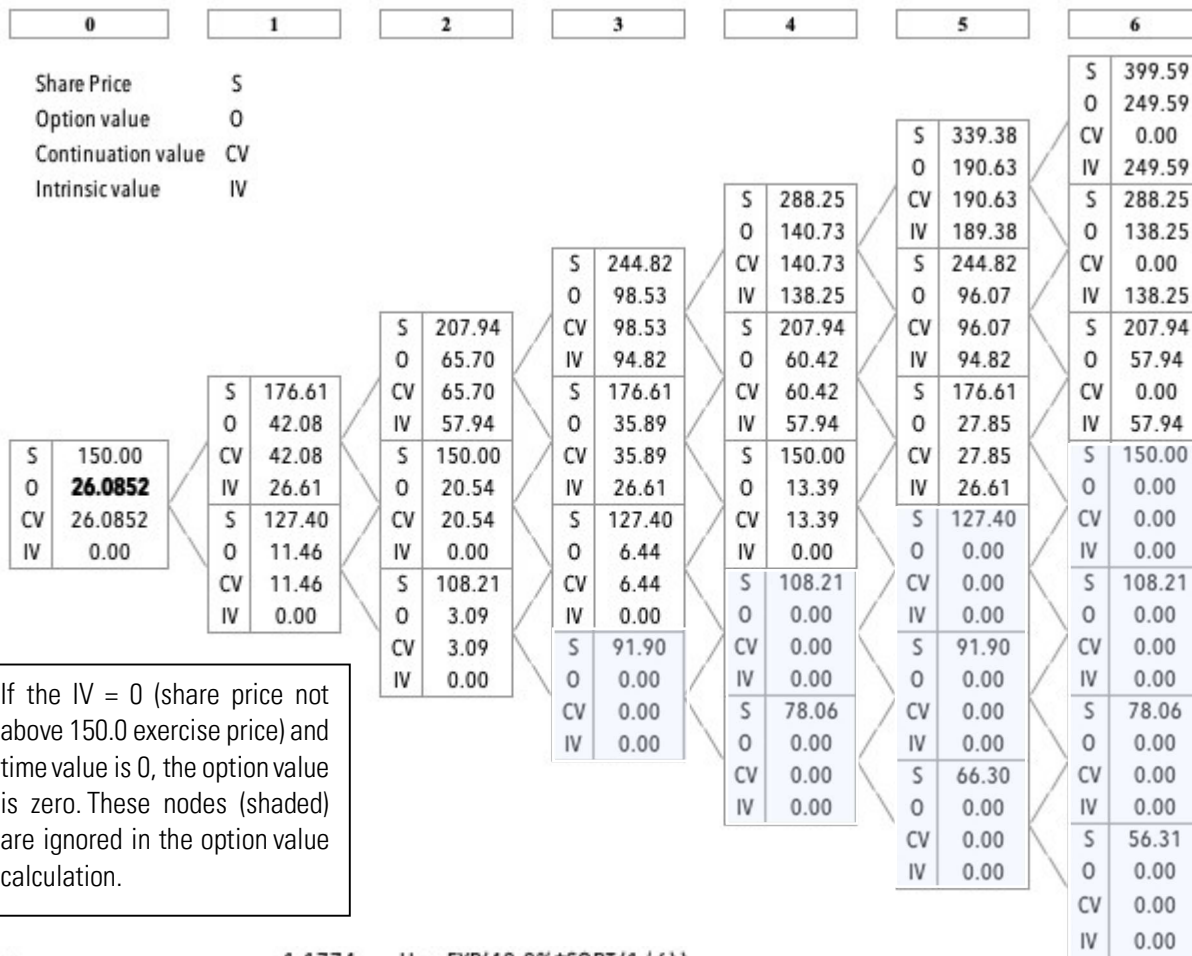 0 1 2 3 4 5 6
Share Price S
Option value O
Continuation value CV
Intrinsic value IV
S 150.00
O 26.0852
CV 26.0852
IV 0.00
S 176.61
O 42.08
CV 42.08
IV 26.61
S 127.40
O 11.46
CV 11.46
IV 0.00
S 207.94
O 65.70
CV 65.70
IV 57.94
S 150.00
O 20.54
CV 20.54
IV 0.00
S 108.21
O 3.09
CV 3.09
IV 0.00
S 244.82
O 98.53
CV 98.53
IV 94.82
S 176.61
O 35.89
CV 35.89
IV 26.61
S 127.40
O 6.44
CV 6.44
IV 0.00
S 91.90
O 0.00
CV 0.00
IV 0.00
S 288.25
O 140.73
CV 140.73
IV 138.25
S 207.94
O 60.42
CV 60.42
IV 57.94
S 150.00
O 13.39
CV 13.39
IV 0.00
S 108.21
O 0.00
CV 0.00
IV 0.00
S 78.06
O 0.00
CV 0.00
IV 0.00
S 339.38
O 190.63
CV 190.63
IV 189.38
S 244.82
O 96.07
CV 96.07
IV 94.82
S 176.61
O 27.85
CV 27.85
IV 26.61
S 127.40
O 0.00
CV 0.00
IV 0.00
S 91.90
O 0.00
CV 0.00
IV 0.00
S 66.30
O 0.00
CV 0.00
IV 0.00
S 399.59
O 249.59
CV 0.00
IV 249.59
S 288.25
O 138.25
CV 0.00
IV 138.25
S 207.94
O 57.94
CV 0.00
IV 57.94
S 150.00
O 0.00
CV 0.00
IV 0.00
S 108.21
O 0.00
CV 0.00
IV 0.00
S 78.06
O 0.00
CV 0.00
IV 0.00
S 56.31
O 0.00
CV 0.00
IV 0.00
If the IV = 0 (share price not
above 150.0 exercise price) and
time value is 0, the option value
is zero. These nodes (shaded)
are ignored in the option value
calculation.
1.1774 EXP(40.0%*SQRT(1/6))